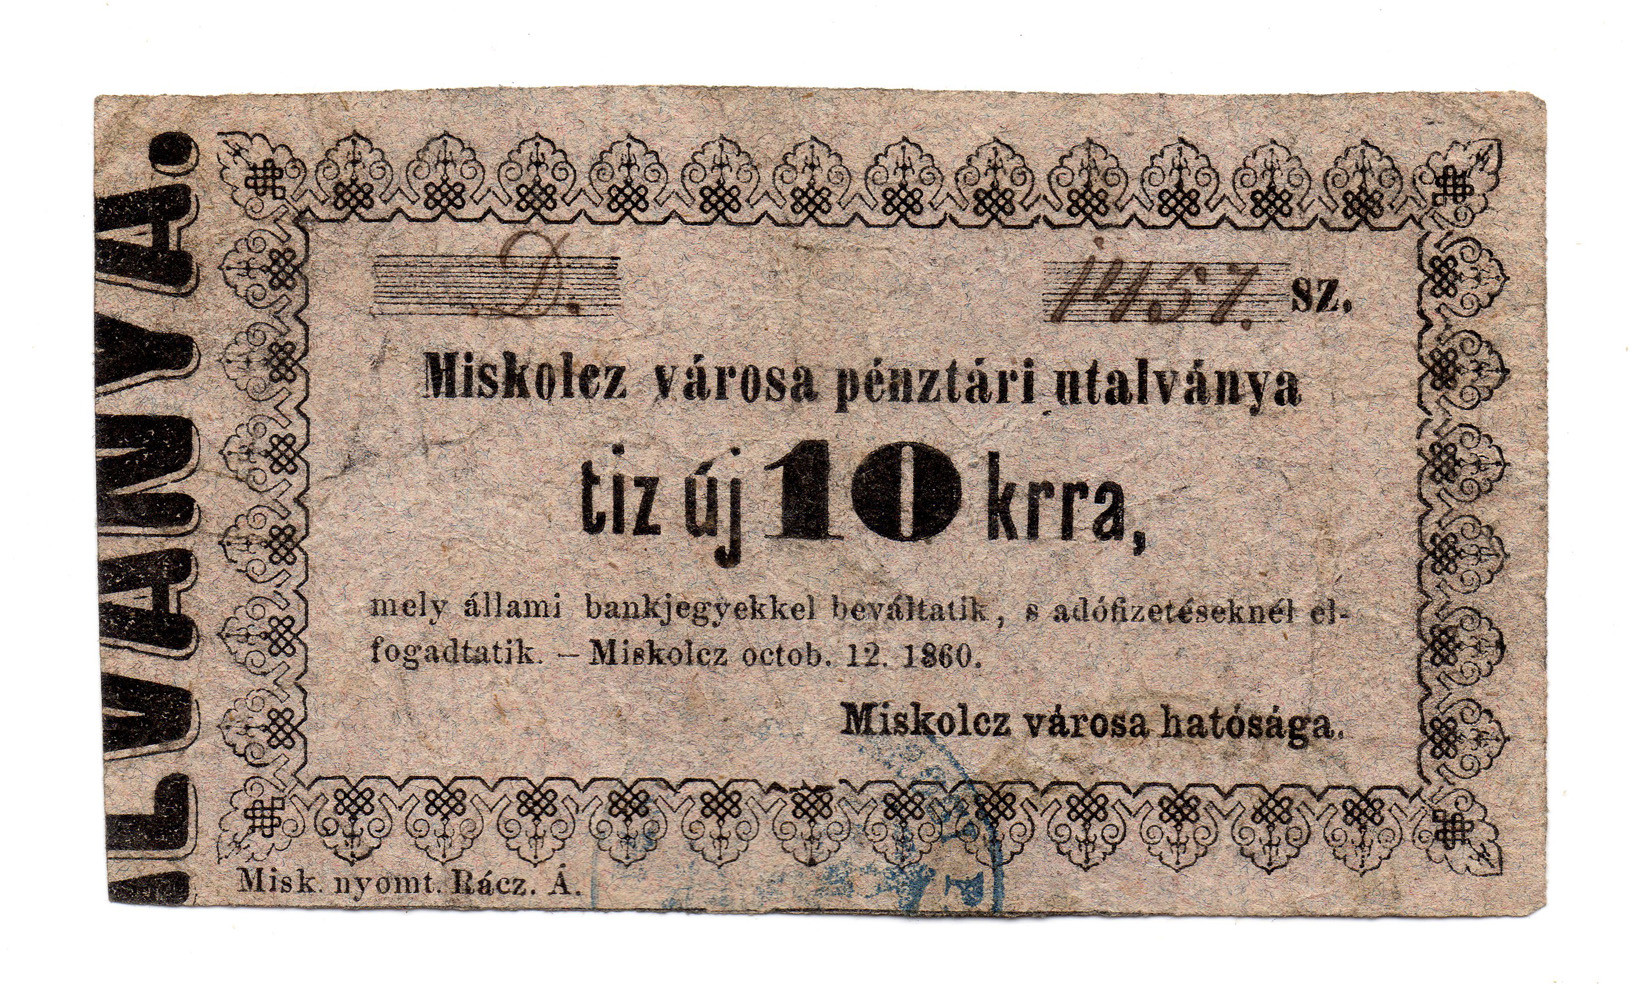 LVÁNYA.
D. 1457. sz.
Miskolcz városa pénztári utalványa
tiz új 10 krra,
mely állami bankjegyekkel beváltatik, s adófizetéseknél el-
fogadtatik. – Miskolcz octob. 12. 1860.
Miskolcz városa hatósága.
Misk. nyomt. Rácz. Á.